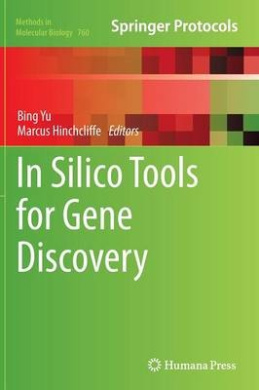 Methods in
Molecular Biology 760
Springer Protocols
Bing Yu
Marcus Hinchcliffe Editors
In Silico Tools
for Gene
Discovery
Humana Press